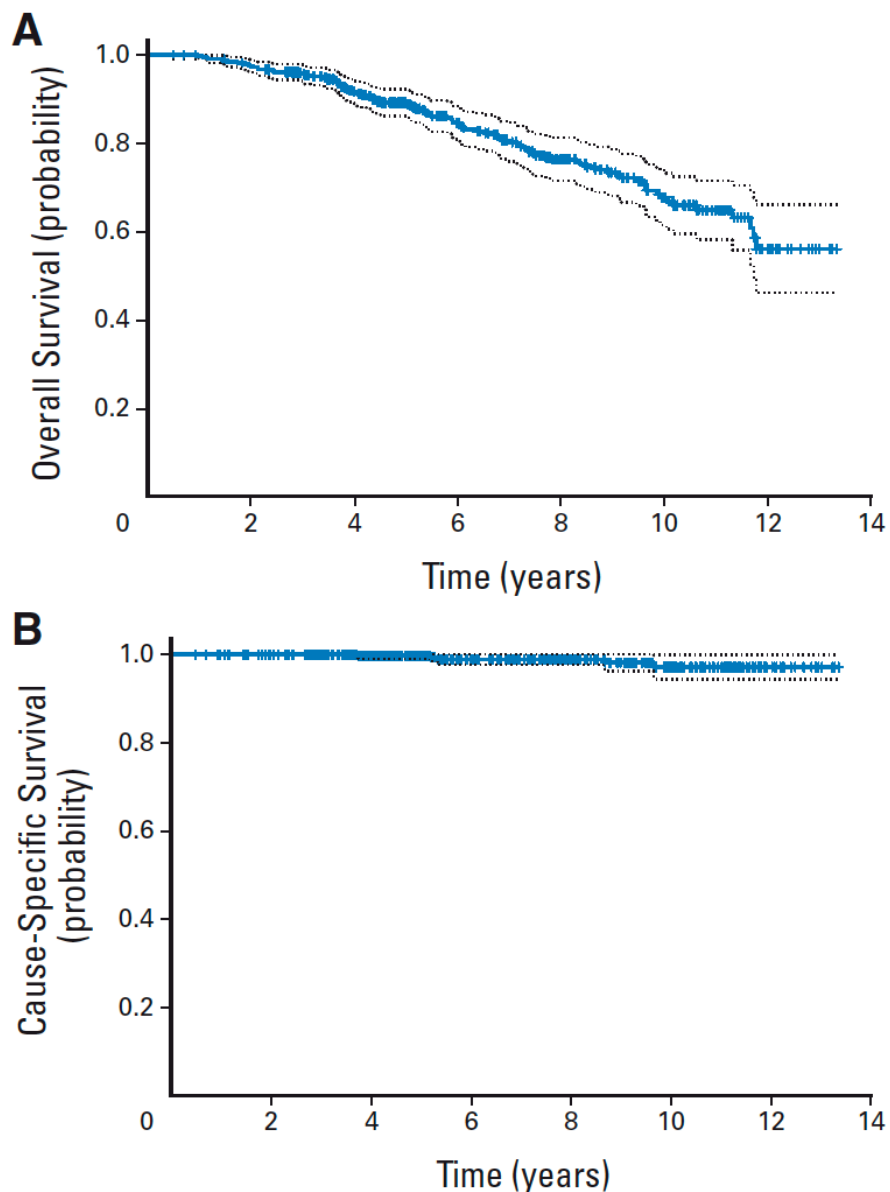 A
Overall Survival (probability)
1.0
0.8
0.6
0.4
0.2
0 2 4 6 8 10 12 14
Time (years)
B
Cause-Specific Survival
(probability)
1.0
0.8
0.6
0.4
0.2
0 2 4 6 8 10 12 14
Time (years)